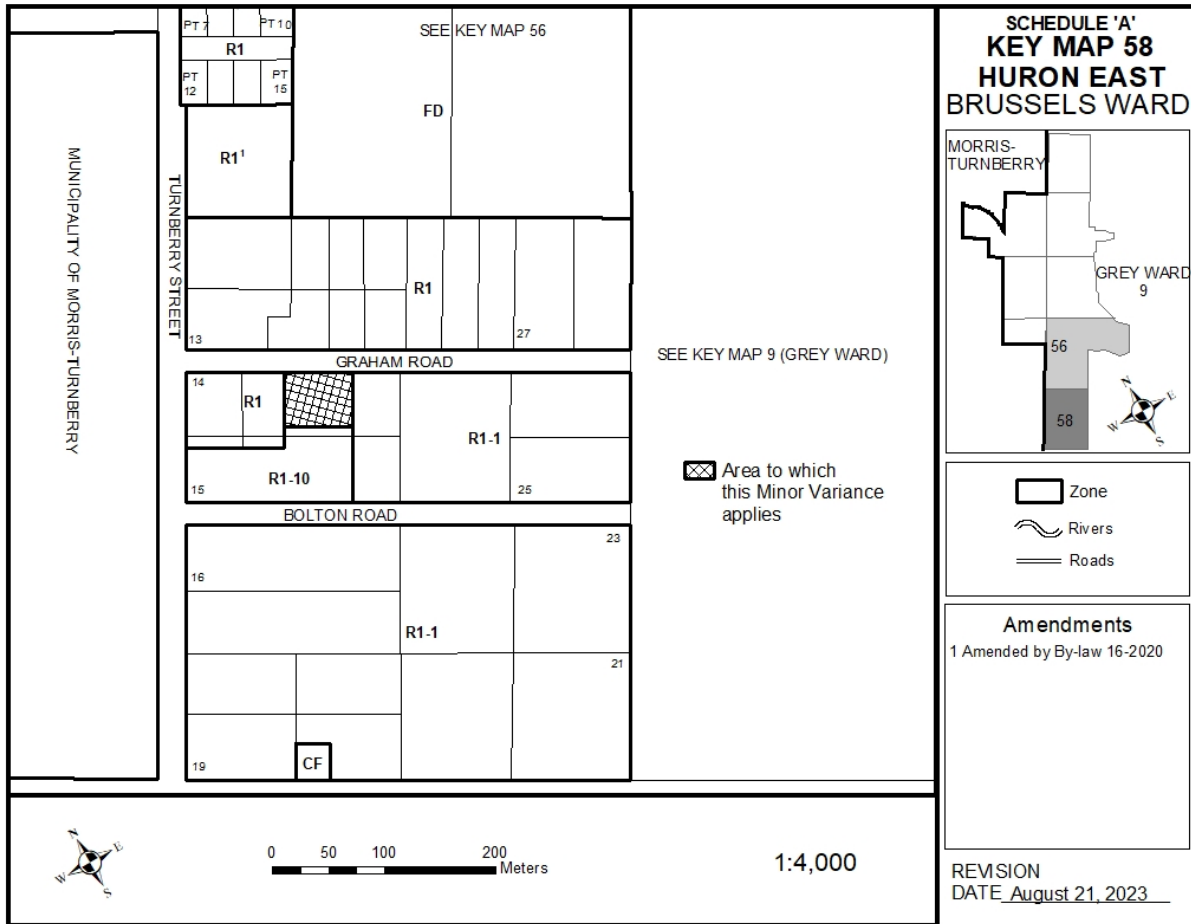 PT 7
PT 10
R1
PT
12
PT
15
SEE KEY MAP 56
FD
R1¹
MUNICIPALITY OF MORRIS-TURNBERRY
TURNBERRY STREET
R1
13
27
GRAHAM ROAD
SEE KEY MAP 9 (GREY WARD)
14
R1
R1-1
R1-10
15
25
BOLTON ROAD
Area to which
this Minor Variance
applies
23
16
R1-1
21
19
CF
N
E
W
S
0 50 100 200
Meters
1:4,000
SCHEDULE 'A'
KEY MAP 58
HURON EAST
BRUSSELS WARD
MORRIS-
TURNBERRY
GREY WARD
9
56
58
N
E
W
S
Zone
Rivers
Roads
Amendments
1 Amended by By-law 16-2020
REVISION
DATE August 21, 2023